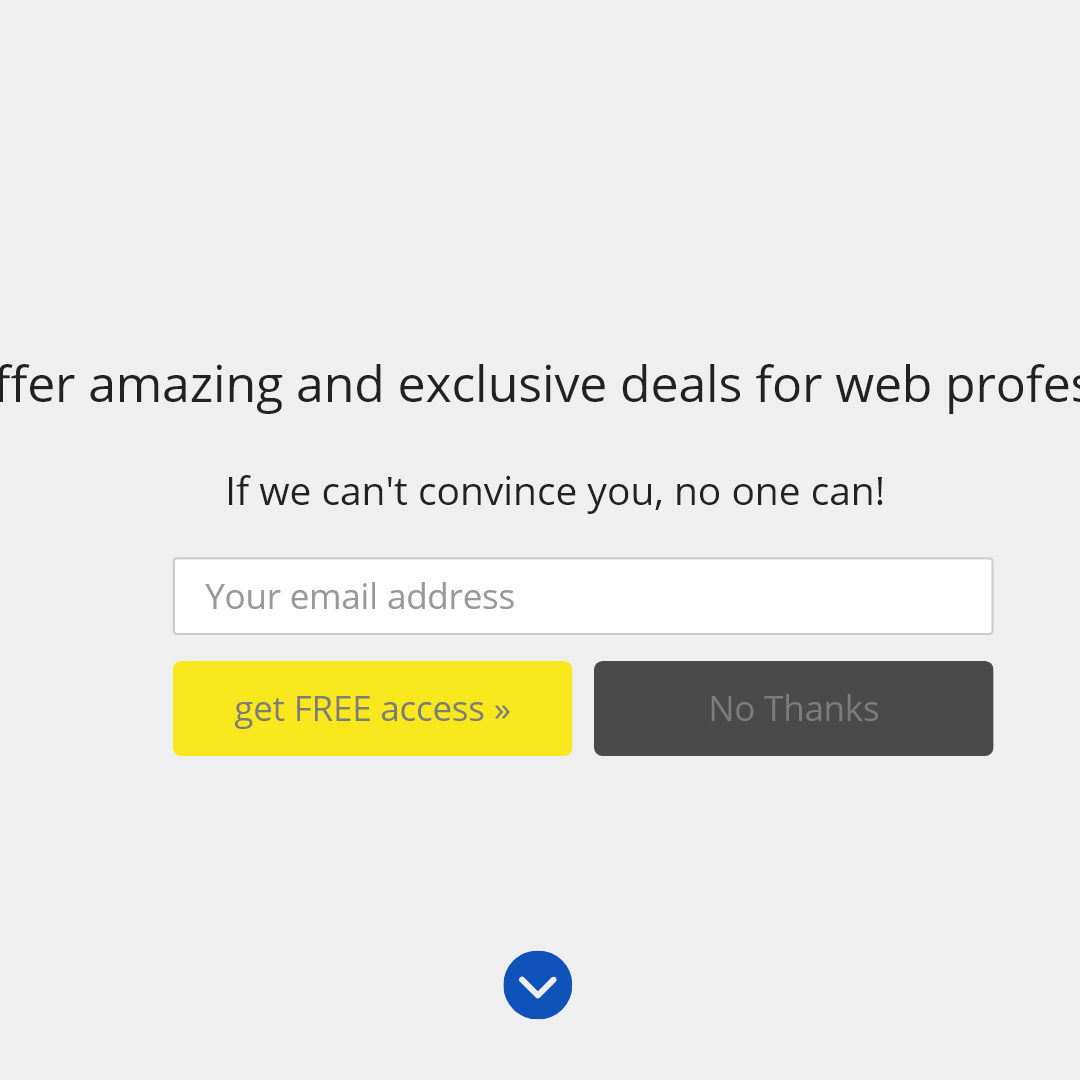 ffer amazing and exclusive deals for web profes
If we can't convince you, no one can!
Your email address
get FREE access »
No Thanks